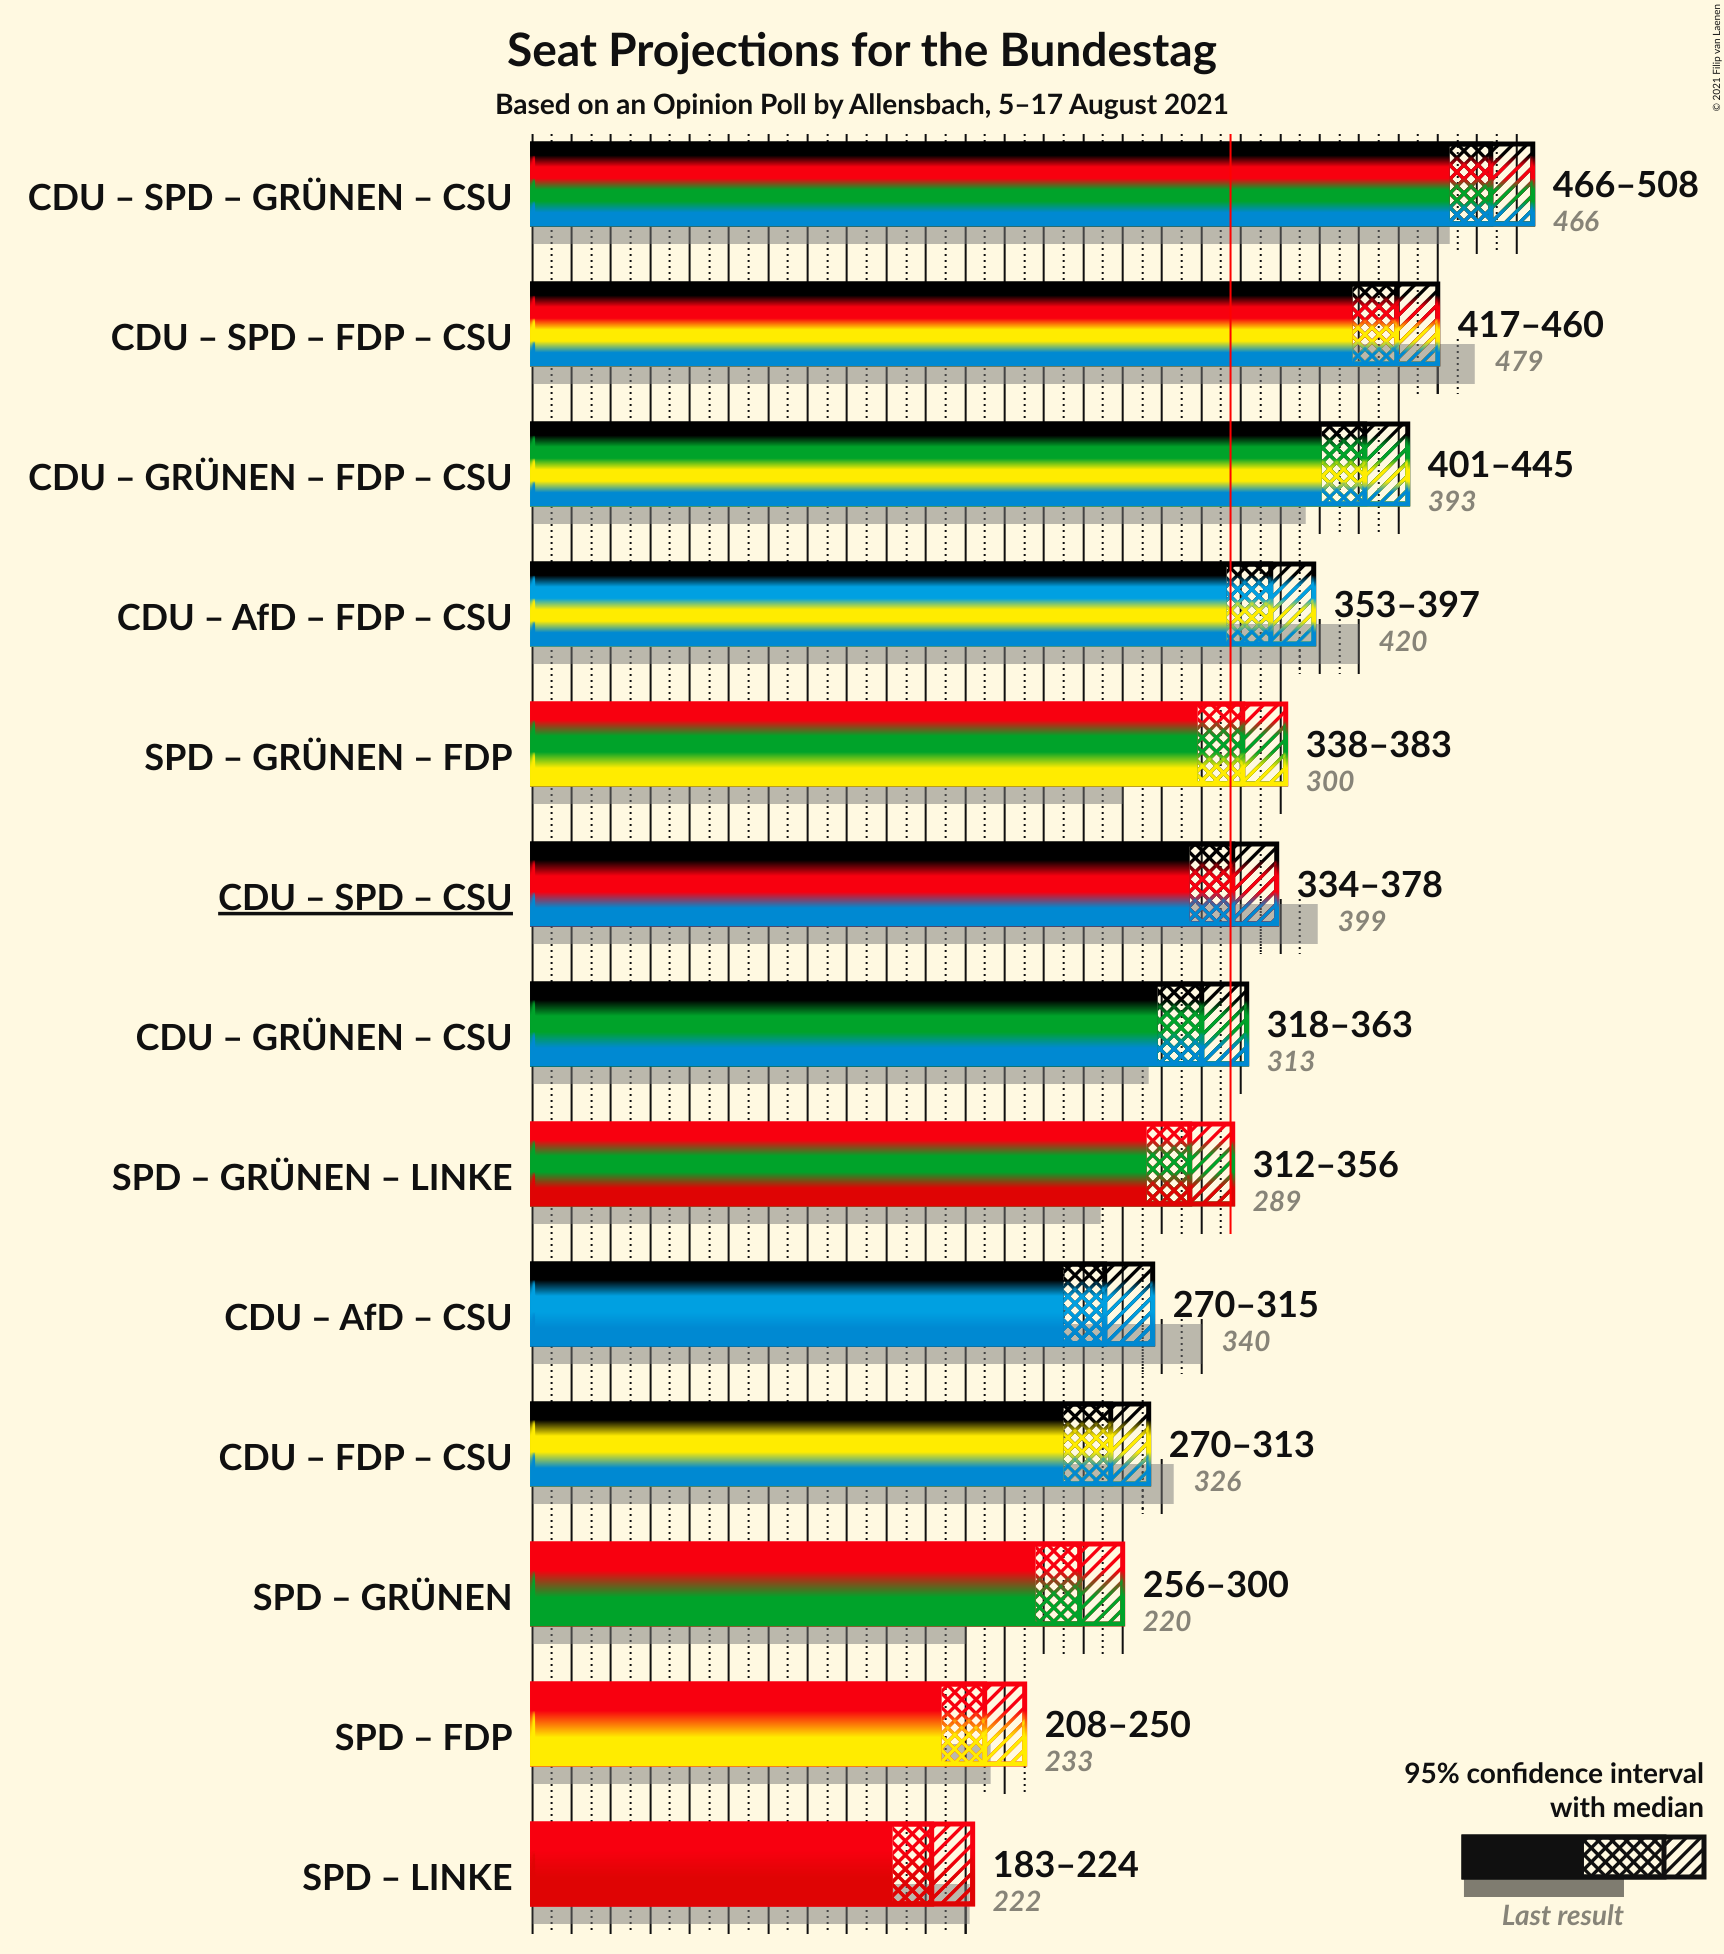 Seat Projections for the Bundestag
Based on an Opinion Poll by Allensbach, 5–17 August 2021
© 2021 Filip van Laenen
CDU – SPD – GRÜNEN – CSU
466–508
466
CDU – SPD – FDP – CSU
417–460
479
CDU – GRÜNEN – FDP – CSU
401–445
393
CDU – AfD – FDP – CSU
353–397
420
SPD – GRÜNEN – FDP
338–383
300
CDU – SPD – CSU
334–378
399
CDU – GRÜNEN – CSU
318–363
313
SPD – GRÜNEN – LINKE
312–356
289
CDU – AfD – CSU
270–315
340
CDU – FDP – CSU
270–313
326
SPD – GRÜNEN
256–300
220
SPD – FDP
208–250
233
SPD – LINKE
183–224
222
95% confidence interval
with median
Last result